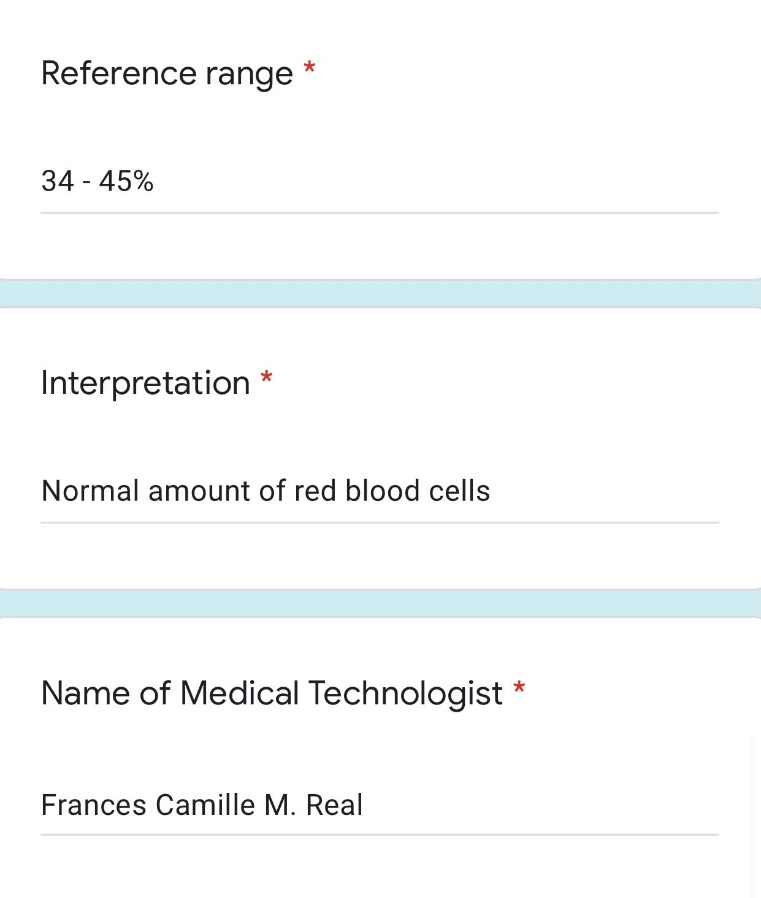 Reference range *
34 - 45%
Interpretation *
Normal amount of red blood cells
Name of Medical Technologist *
Frances Camille M. Real